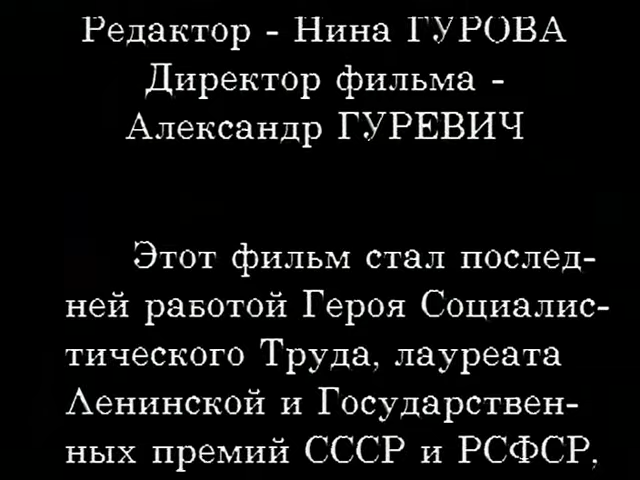 Редактор - Нина ГУРОВА
Директор фильма -
Александр ГУРЕВИЧ
Этот фильм стал послед-
ней работой Героя Социалис-
тического Труда, лауреата
Ленинской и Государствен-
ных премий СССР и РСФСР,